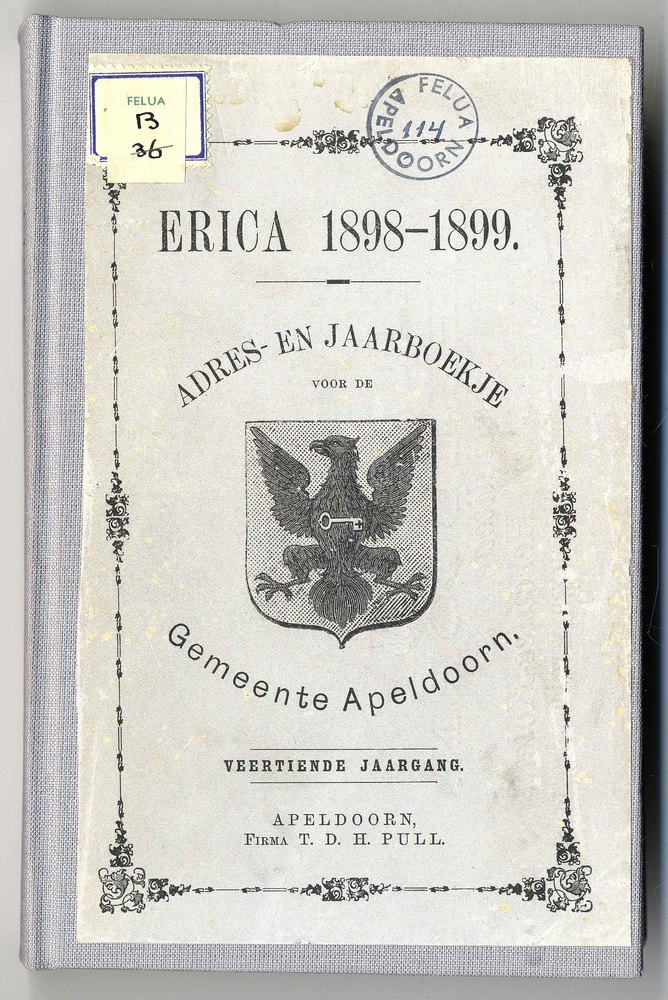 FELUA
B
36
FELUA
114
APELDOORN
ERICA 1898-1899.
ADRES- EN JAARBOEKJE
VOOR DE
Gemeente Apeldoorn.
VEERTIENDE JAARGANG.
APELDOORN,
FIRMA T. D. H. PULL.